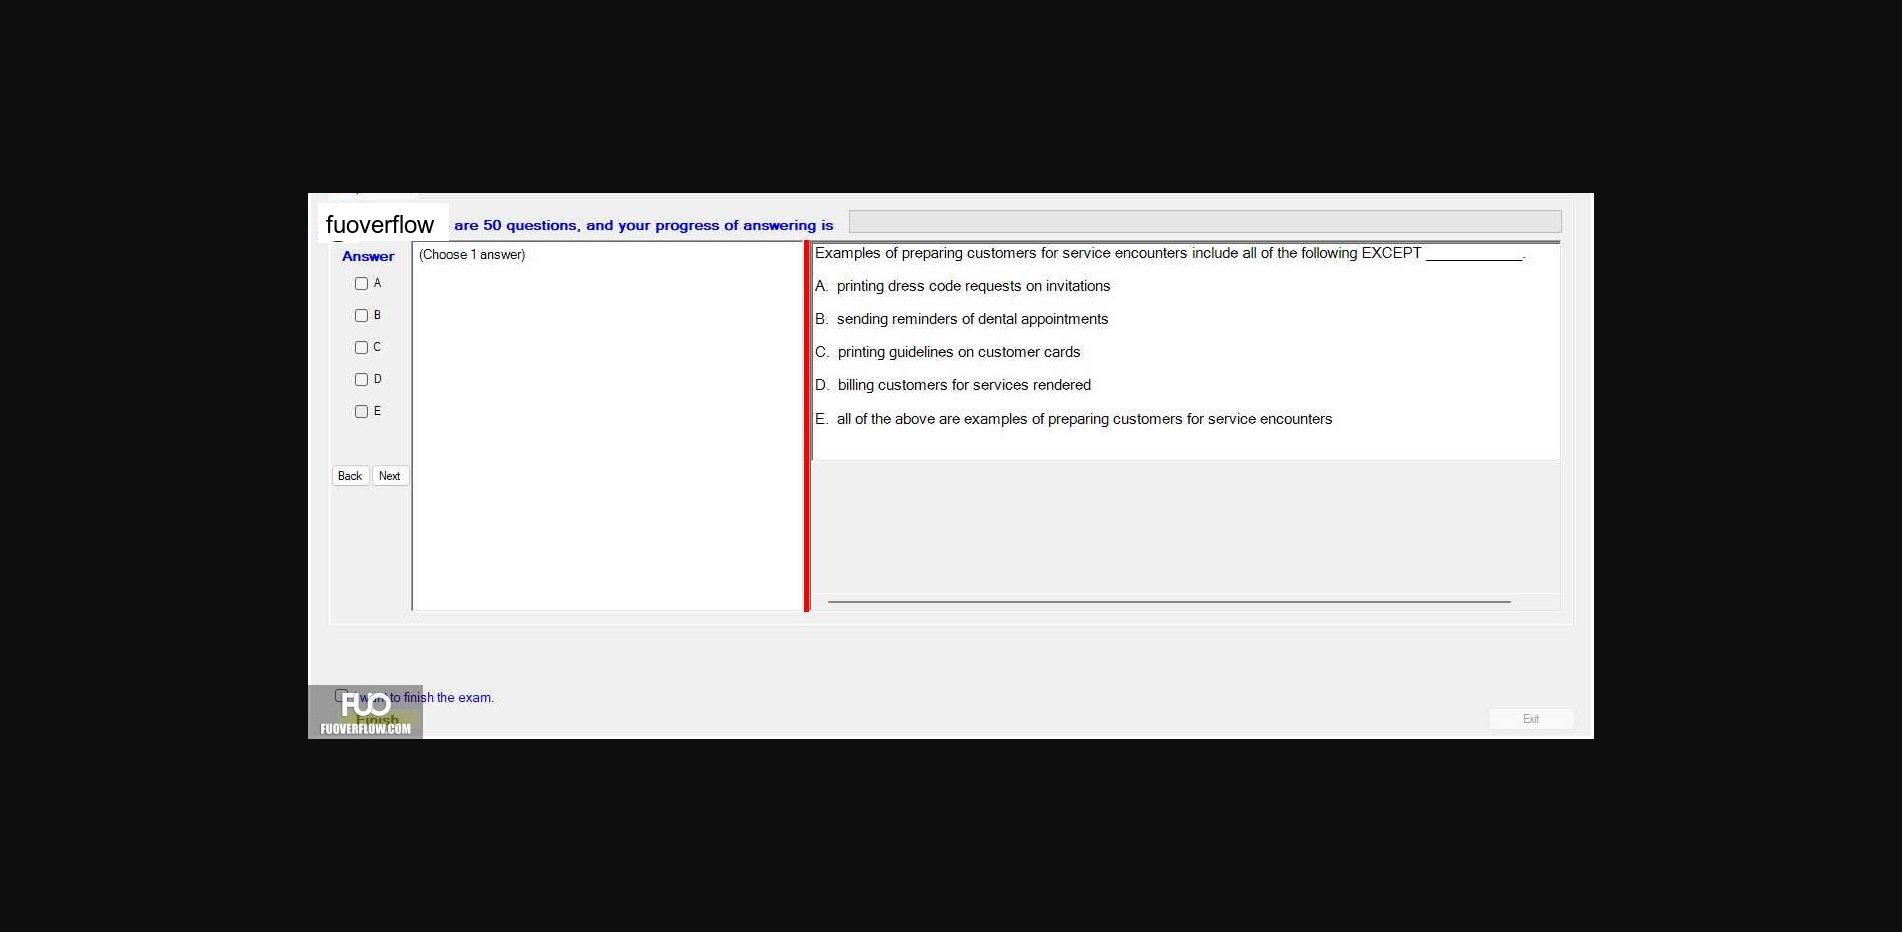 fuoverflow are 50 questions, and your progress of answering is
Answer
(Choose 1 answer)
A
B
C
D
E
Back Next
Examples of preparing customers for service encounters include all of the following EXCEPT ____________.
A. printing dress code requests on invitations
B. sending reminders of dental appointments
C. printing guidelines on customer cards
D. billing customers for services rendered
E. all of the above are examples of preparing customers for service encounters
want to finish the exam.
FUO
Finish
FUOVERFLOW.COM
Exit